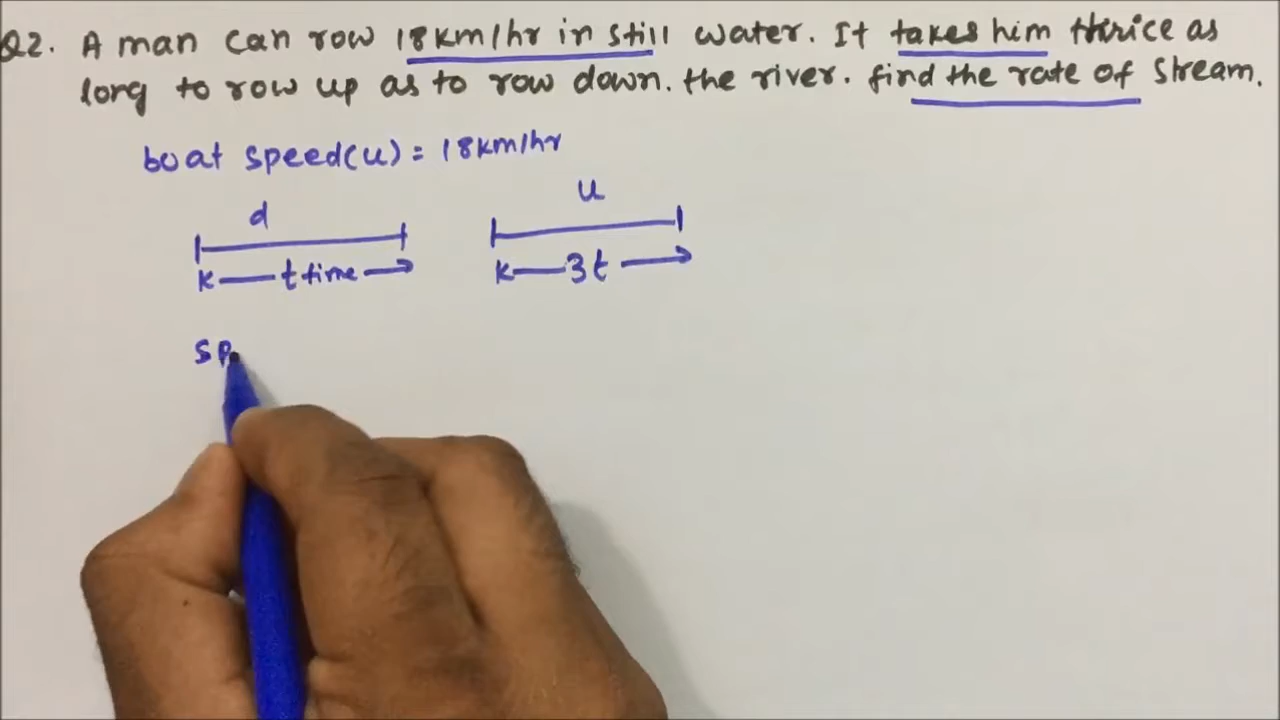 Q2. A man can row 18km/hr in still water. It takes him thrice as
long to row up as to row down. the river. find the rate of stream.
boat speed(u) = 18km/hr
d u
t time 3t
sp